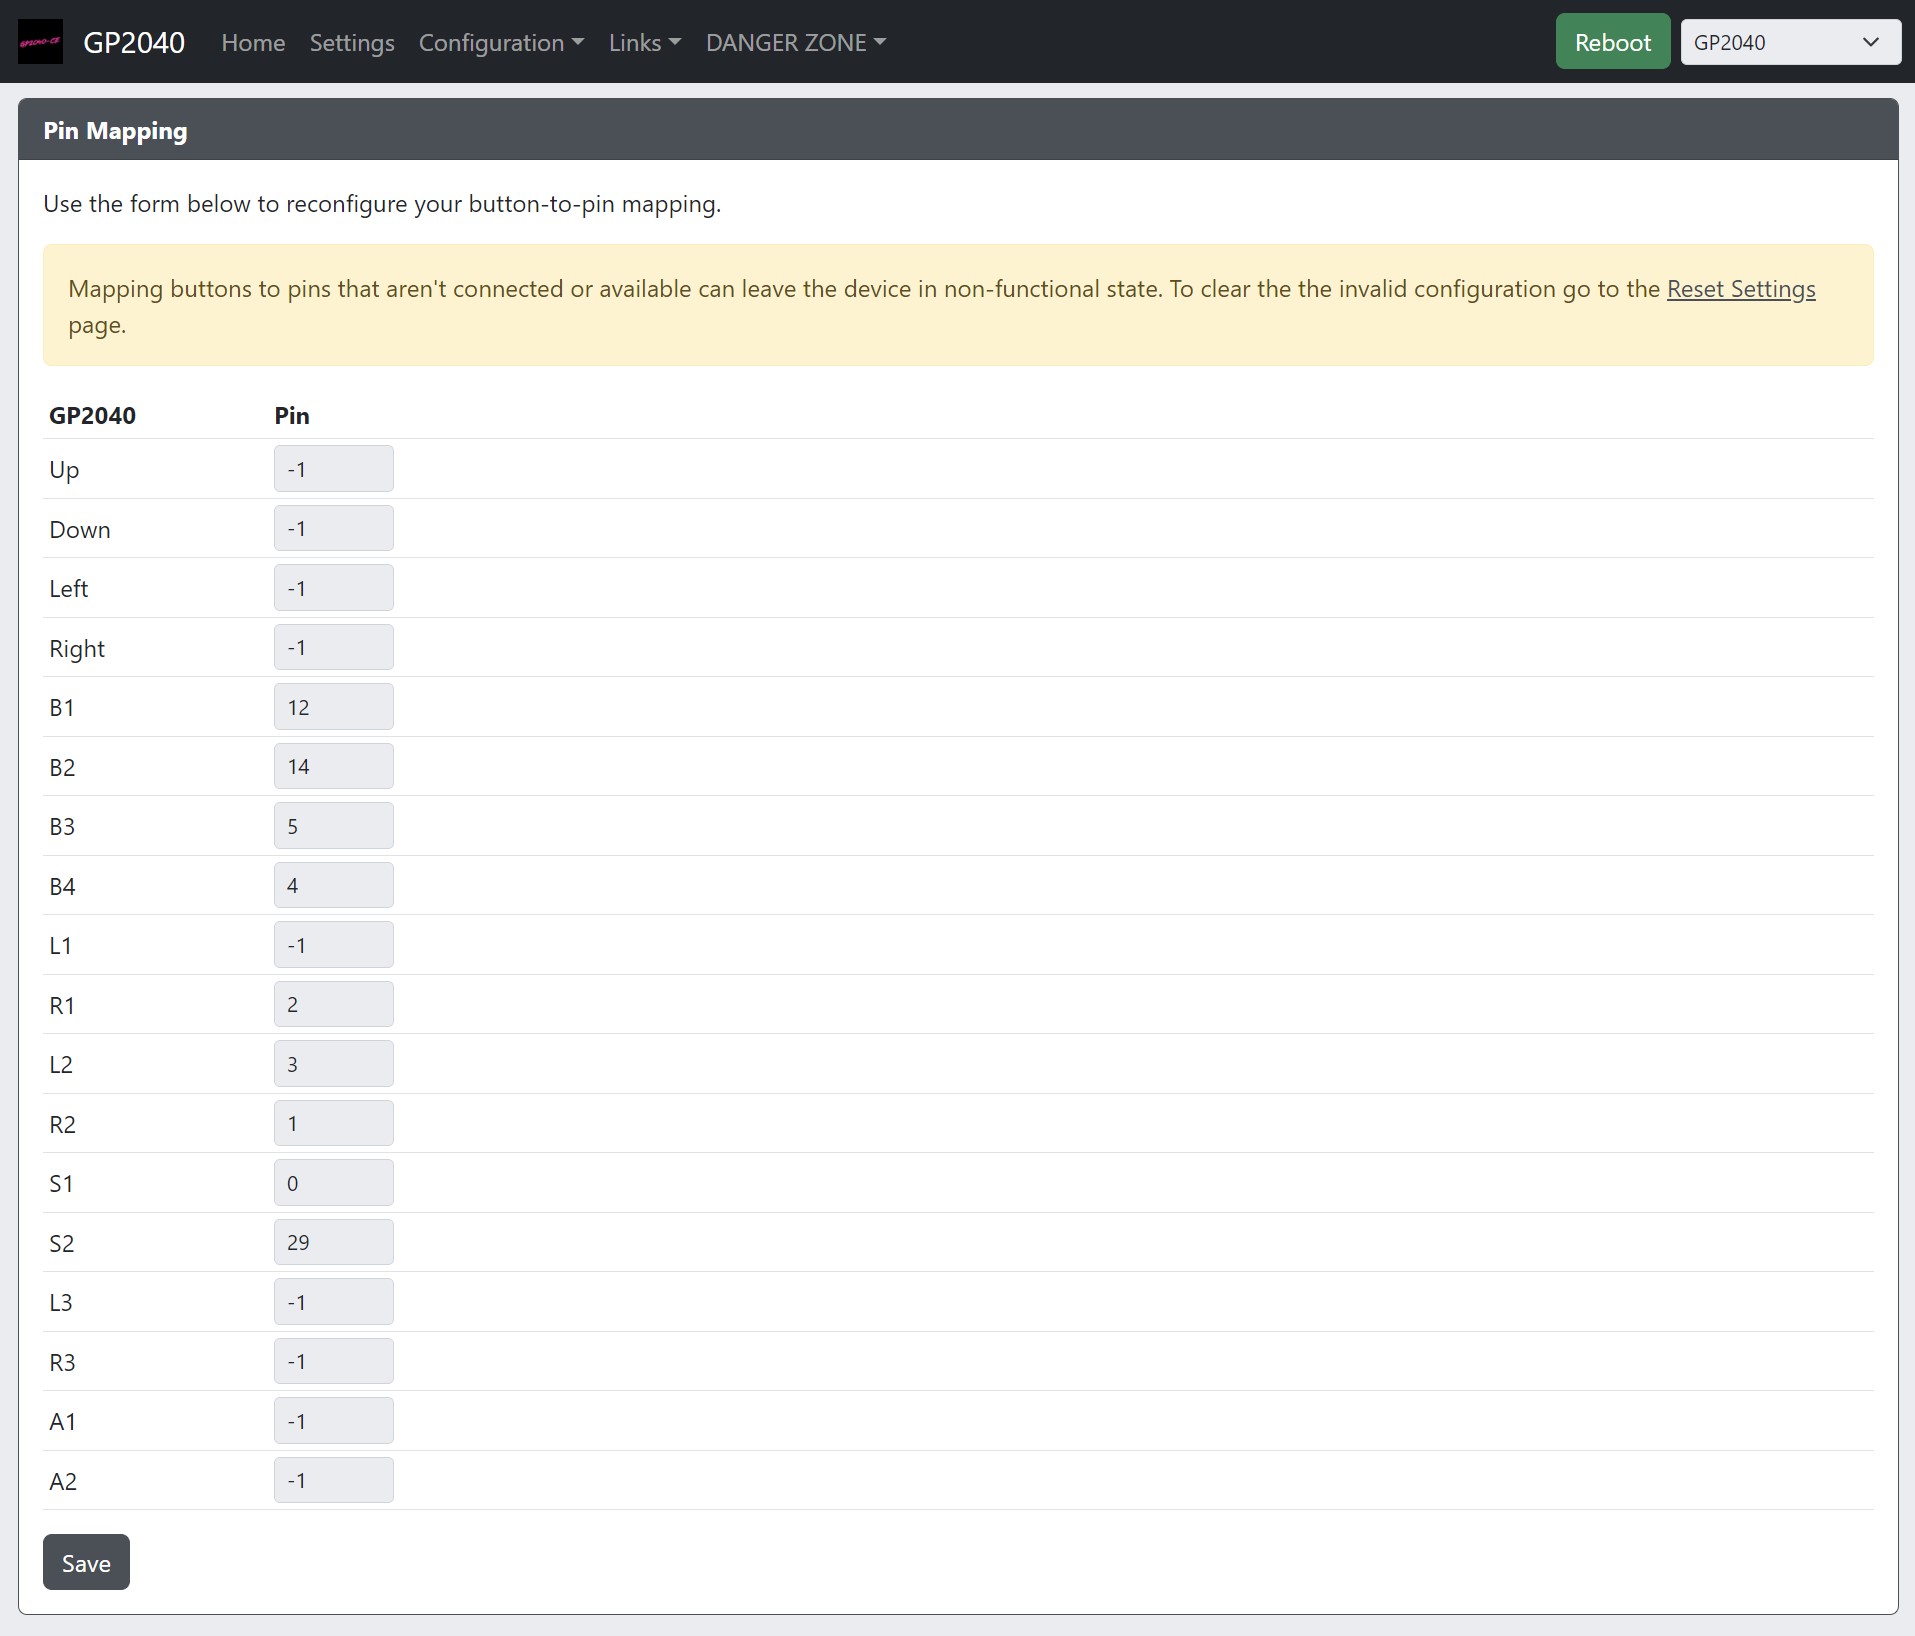 GP2040-CE GP2040 Home Settings Configuration Links DANGER ZONE Reboot GP2040
Pin Mapping
Use the form below to reconfigure your button-to-pin mapping.
Mapping buttons to pins that aren't connected or available can leave the device in non-functional state. To clear the the invalid configuration go to the Reset Settings
page.
GP2040 Pin
Up -1
Down -1
Left -1
Right -1
B1 12
B2 14
B3 5
B4 4
L1 -1
R1 2
L2 3
R2 1
S1 0
S2 29
L3 -1
R3 -1
A1 -1
A2 -1
Save